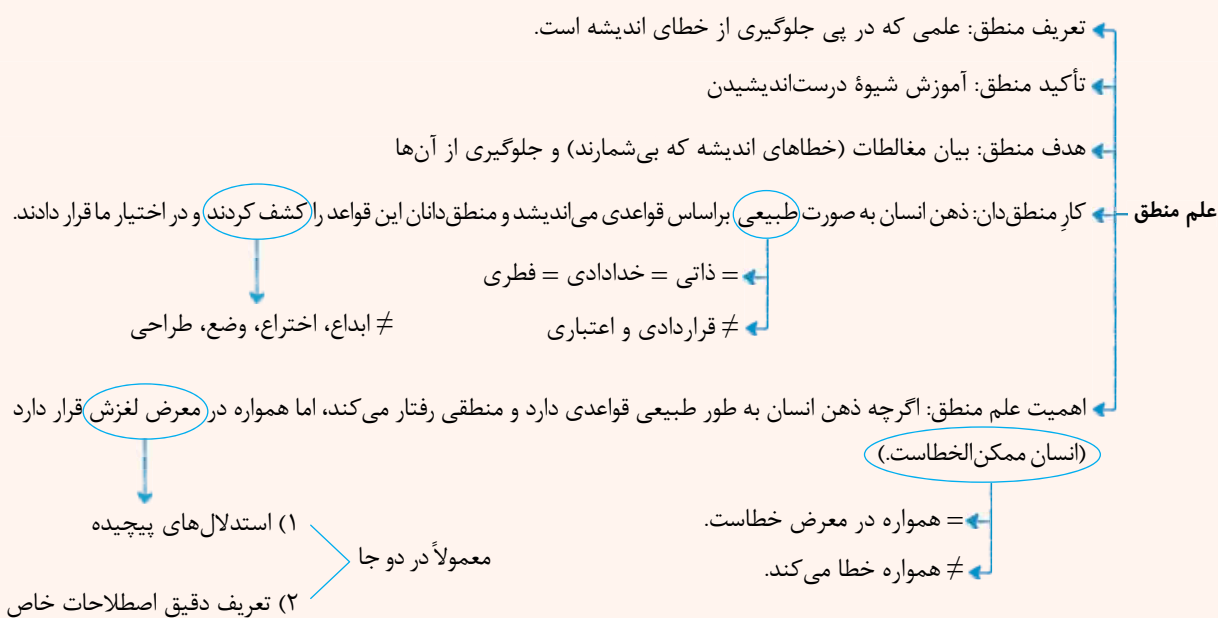 تعریف منطق: علمی که در پی جلوگیری از خطای اندیشه است.
تأکید منطق: آموزش شیوۀ درست‌اندیشیدن
هدف منطق: بیان مغالطات (خطاهای اندیشه که بی‌شمارند) و جلوگیری از آن‌ها
علم منطق
کارِ منطق‌دان: ذهن انسان به صورت طبیعی براساس قواعدی می‌اندیشد و منطق‌دانان این قواعد را کشف کردند و در اختیار ما قرار دادند.
= ذاتی = خدادادی = فطری
≠ قراردادی و اعتباری
≠ ابداع، اختراع، وضع، طراحی
اهمیت علم منطق: اگرچه ذهن انسان به طور طبیعی قواعدی دارد و منطقی رفتار می‌کند، اما همواره در معرض لغزش قرار دارد
(انسان ممکن‌الخطاست.)
= همواره در معرض خطاست.
≠ همواره خطا می‌کند.
معمولاً در دو جا
۱) استدلال‌های پیچیده
۲) تعریف دقیق اصطلاحات خاص